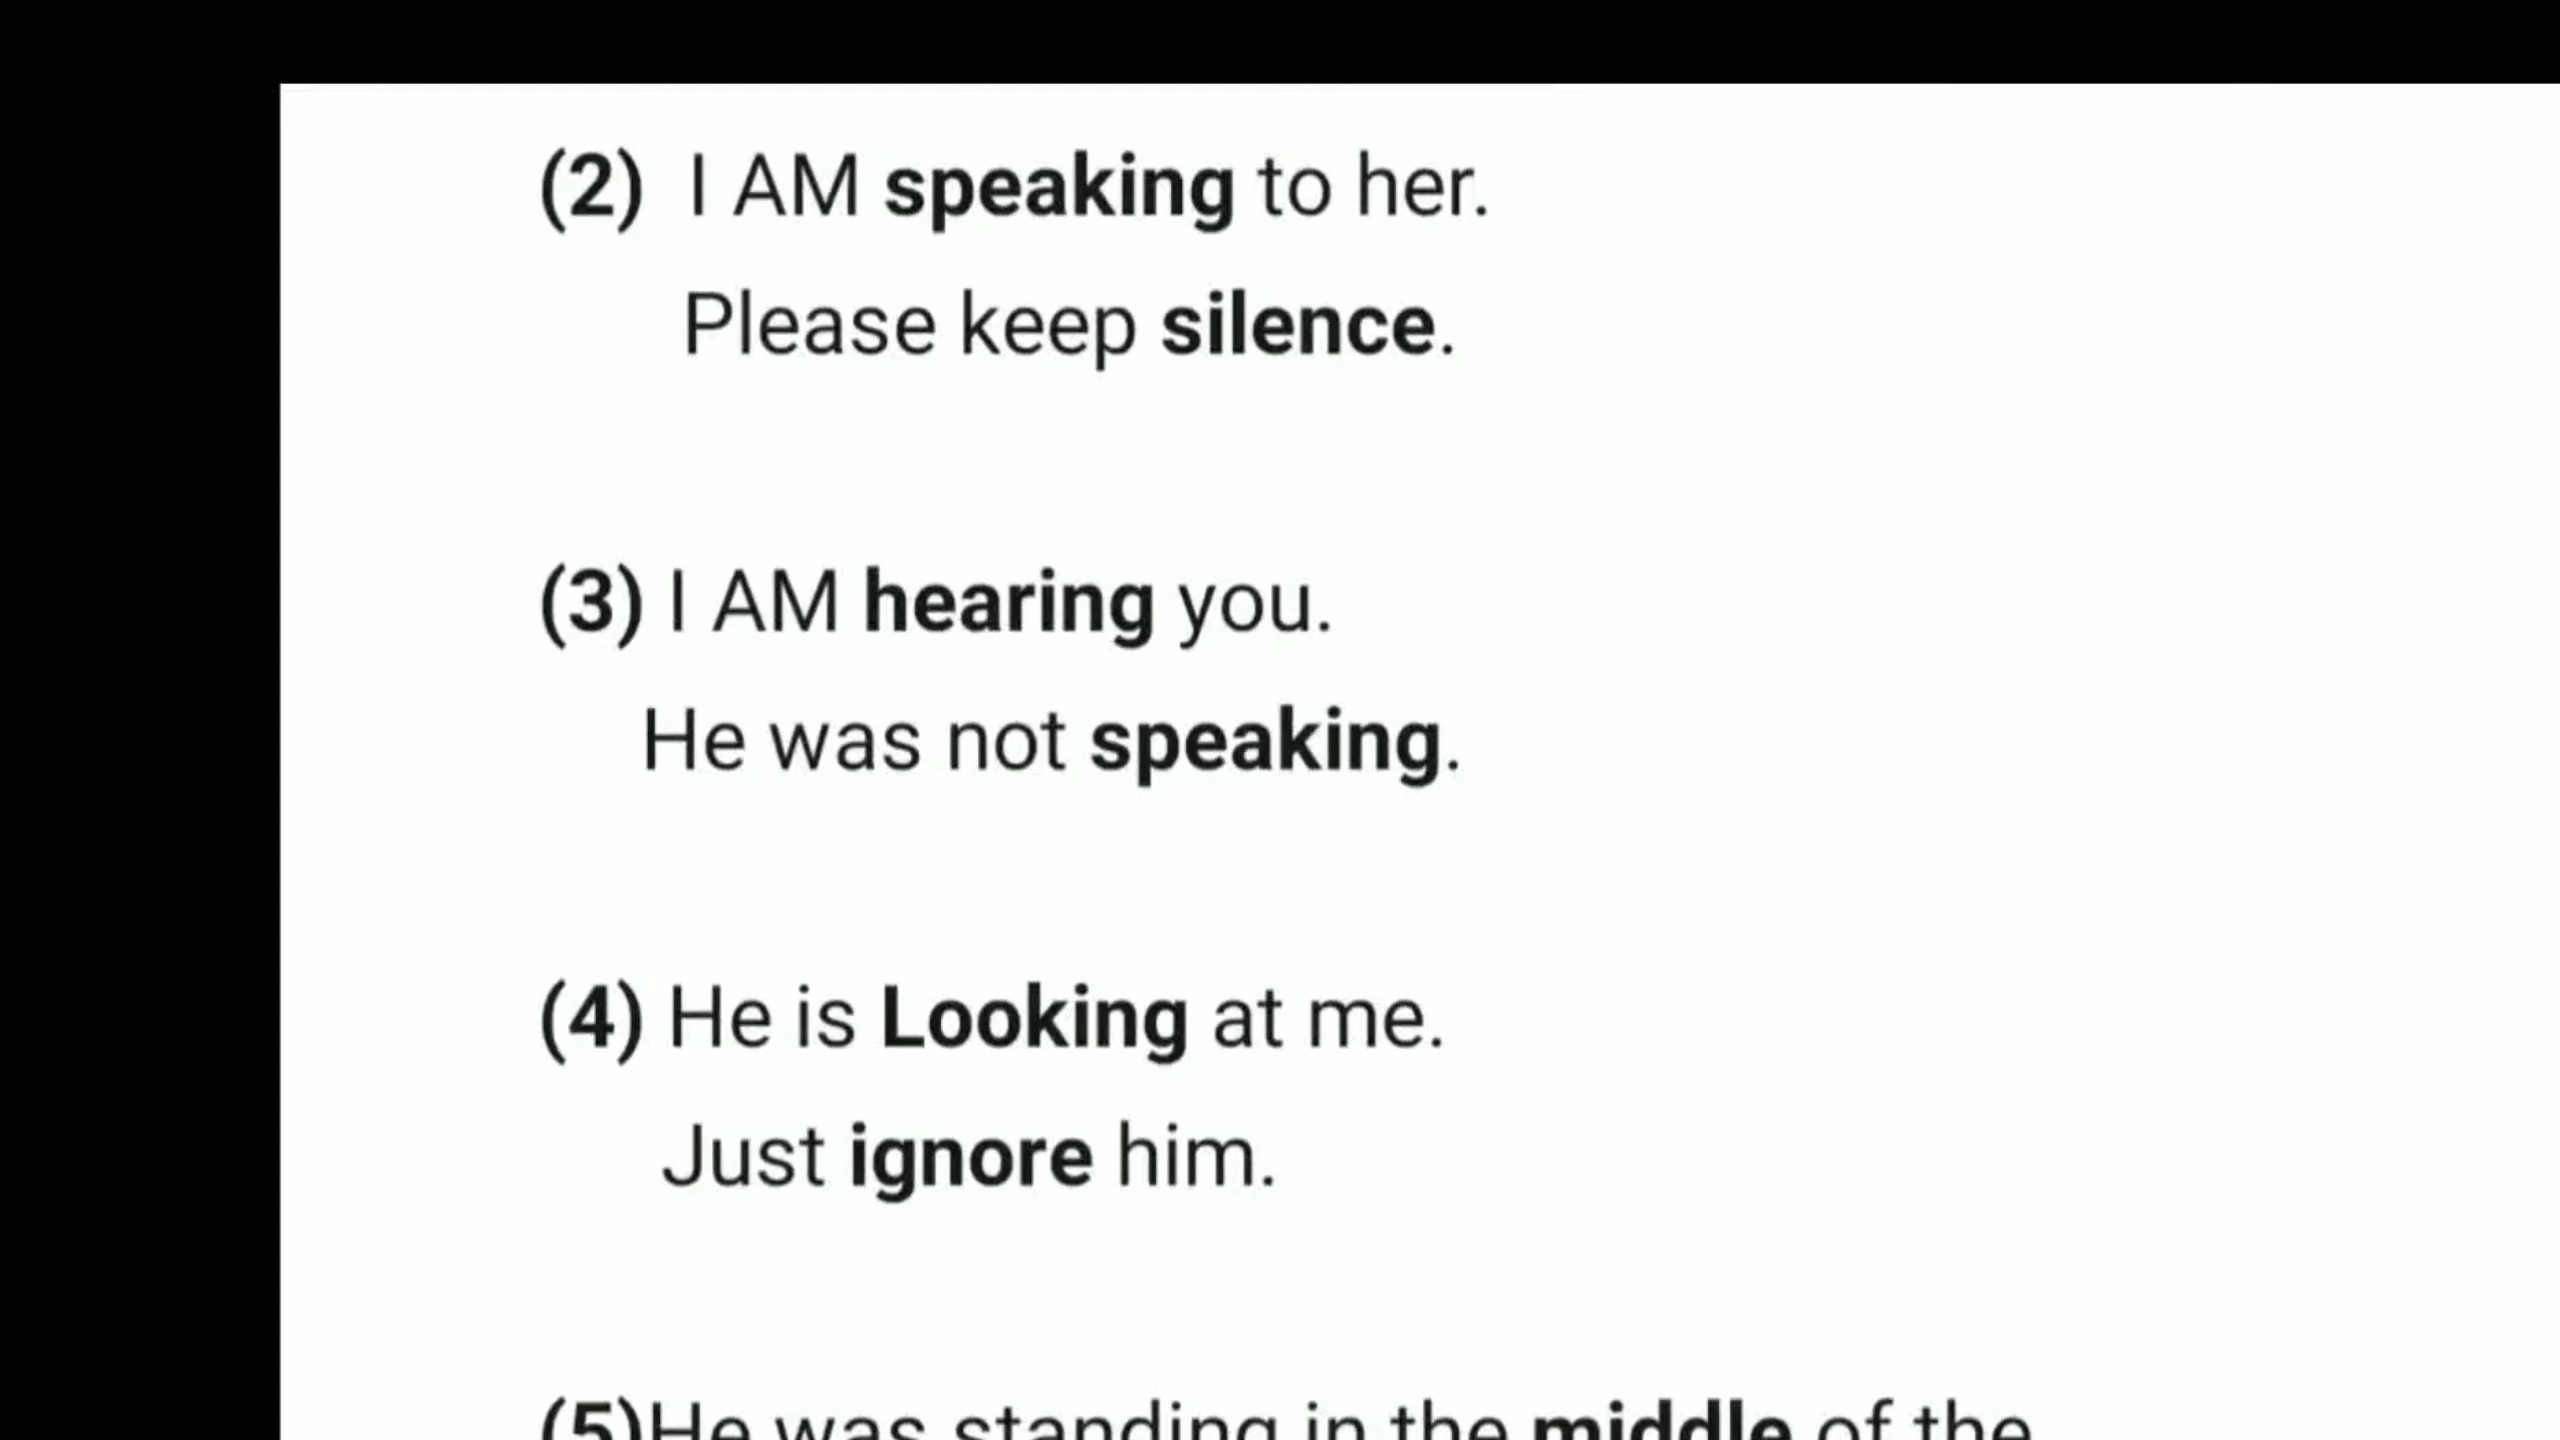 (2) I AM speaking to her.
Please keep silence.
(3) I AM hearing you.
He was not speaking.
(4) He is Looking at me.
Just ignore him.
(5)He was standing in the middle of the